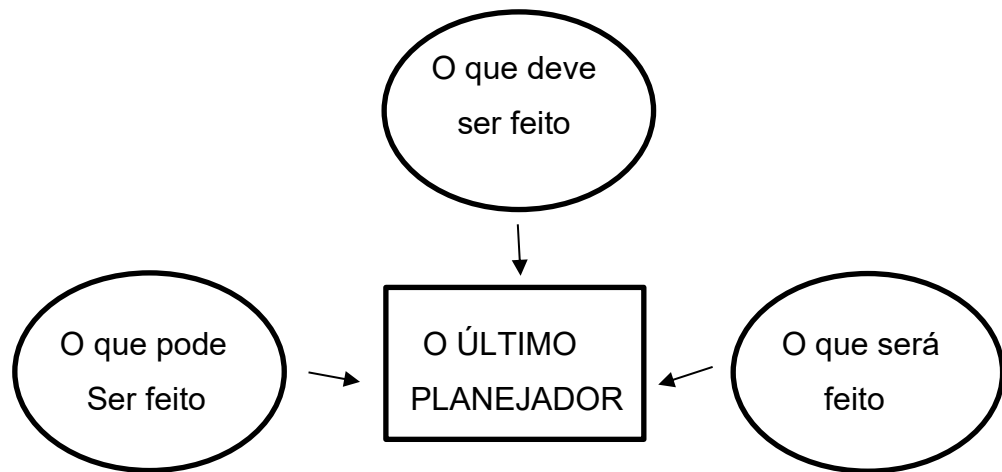 O que deve
ser feito
O que pode
Ser feito
O ÚLTIMO
PLANEJADOR
O que será
feito